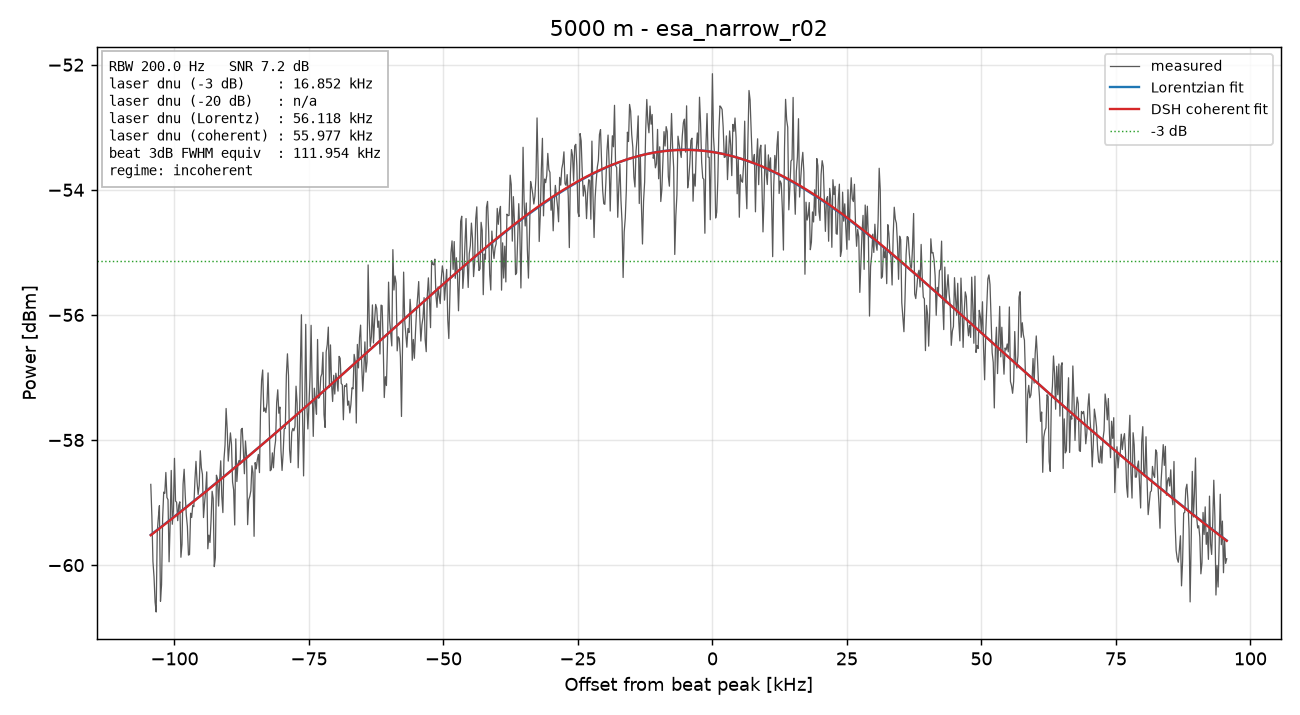 5000 m - esa_narrow_r02
RBW 200.0 Hz   SNR 7.2 dB
laser dnu (-3 dB)    : 16.852 kHz
laser dnu (-20 dB)   : n/a
laser dnu (Lorentz)  : 56.118 kHz
laser dnu (coherent) : 55.977 kHz
beat 3dB FWHM equiv  : 111.954 kHz
regime: incoherent
measured
Lorentzian fit
DSH coherent fit
-3 dB
Power [dBm]
−52
−54
−56
−58
−60
−100
−75
−50
−25
0
25
50
75
100
Offset from beat peak [kHz]